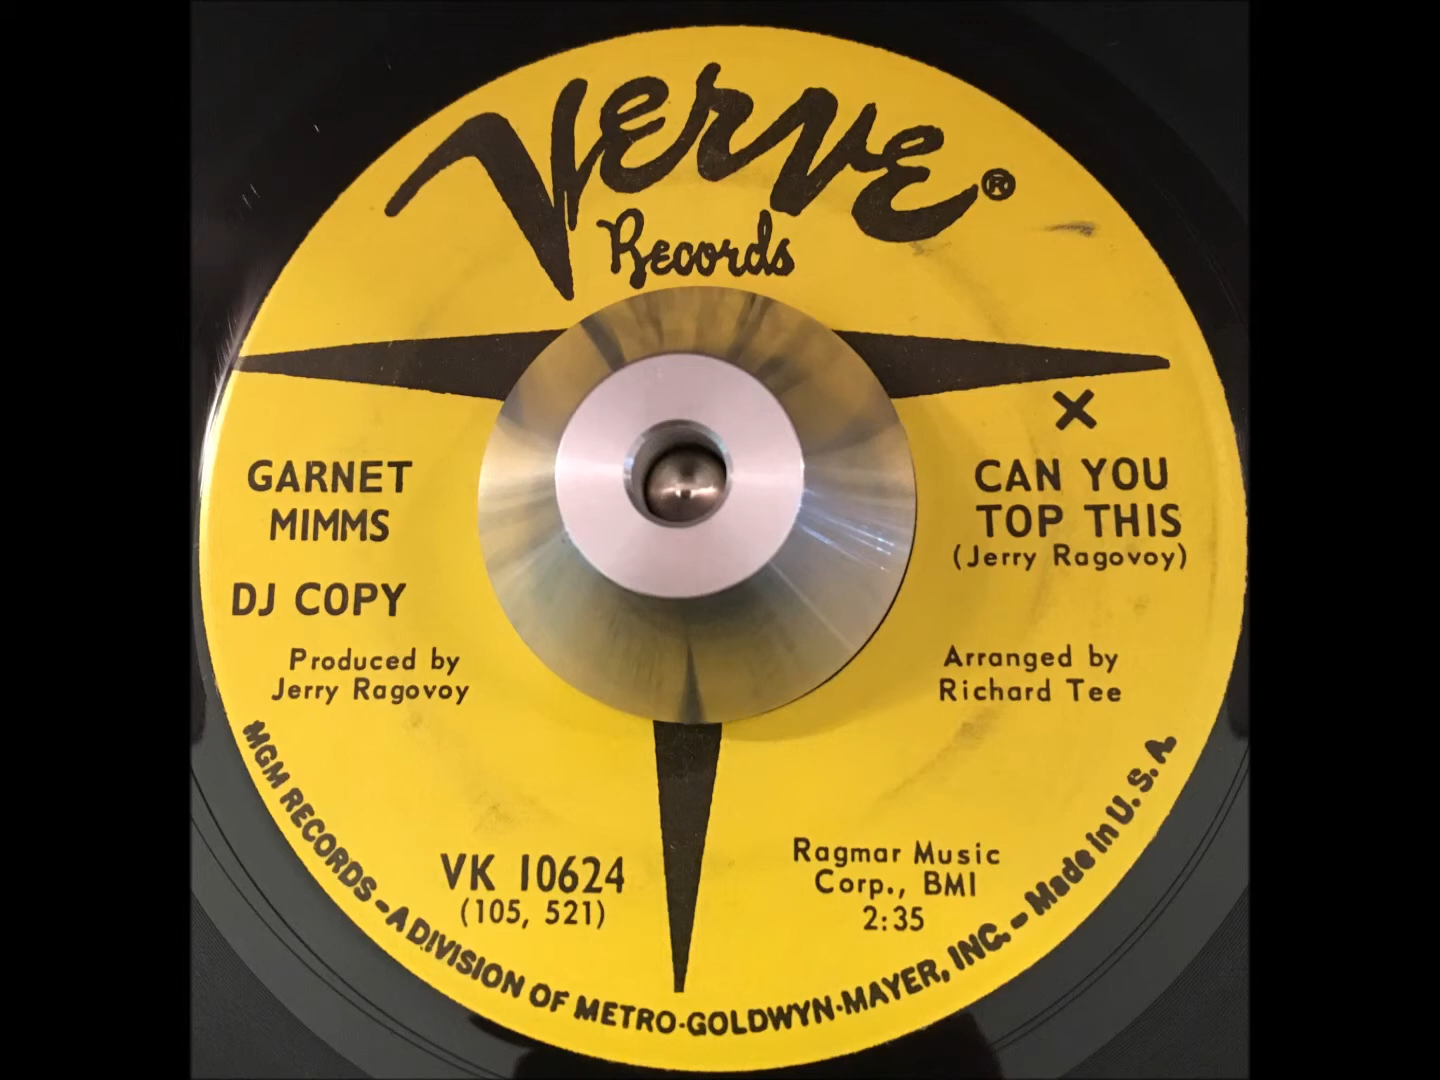 Verve®
Records
X
GARNET
MIMMS
DJ COPY
Produced by
Jerry Ragovoy
CAN YOU
TOP THIS
(Jerry Ragovoy)
Arranged by
Richard Tee
VK 10624
(105, 521)
Ragmar Music
Corp., BMI
2:35
MGM RECORDS - A DIVISION OF METRO-GOLDWYN-MAYER, INC. - Made in U. S. A.